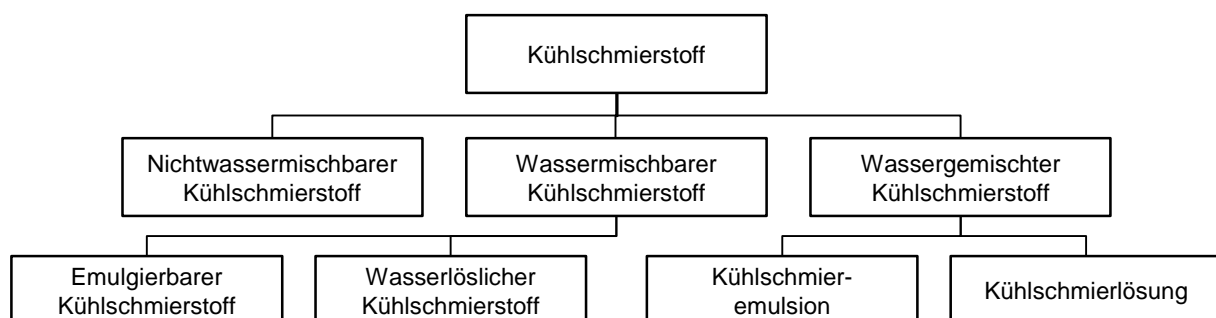 Kühlschmierstoff
Nichtwassermischbarer
Kühlschmierstoff
Wassermischbarer
Kühlschmierstoff
Wassergemischter
Kühlschmierstoff
Emulgierbarer
Kühlschmierstoff
Wasserlöslicher
Kühlschmierstoff
Kühlschmier-
emulsion
Kühlschmierlösung